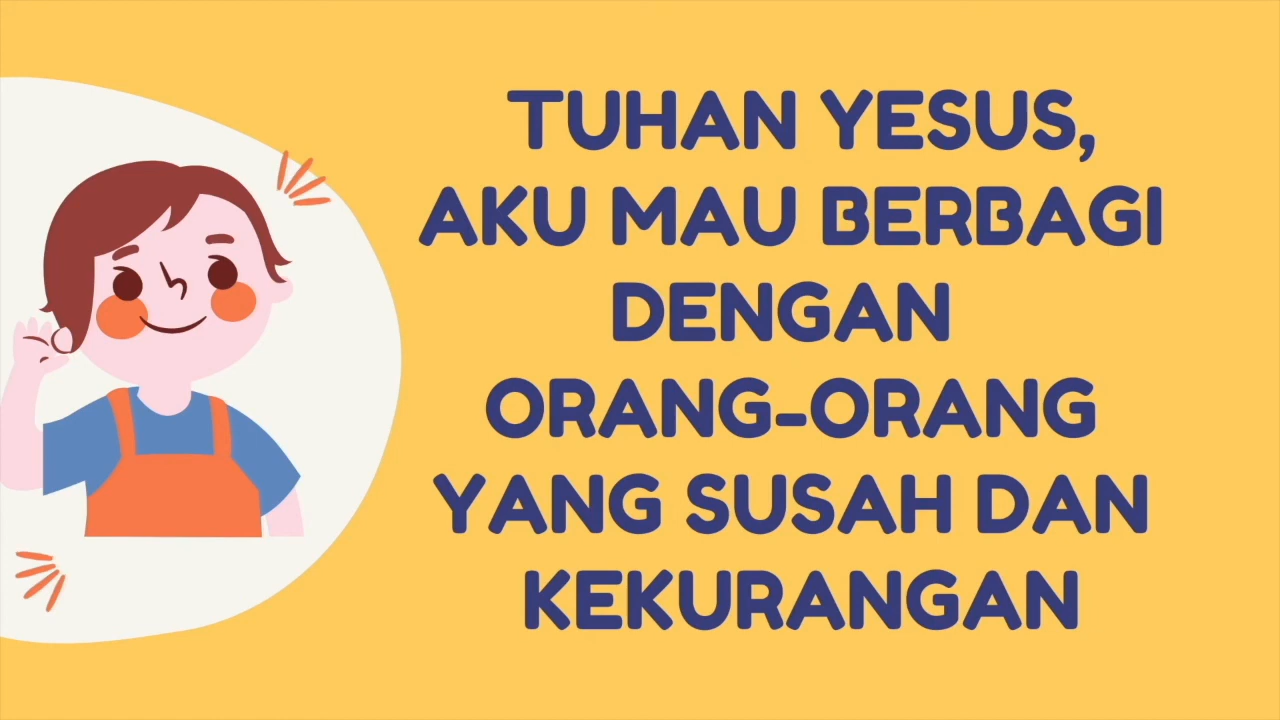 TUHAN YESUS,
AKU MAU BERBAGI
DENGAN
ORANG-ORANG
YANG SUSAH DAN
KEKURANGAN